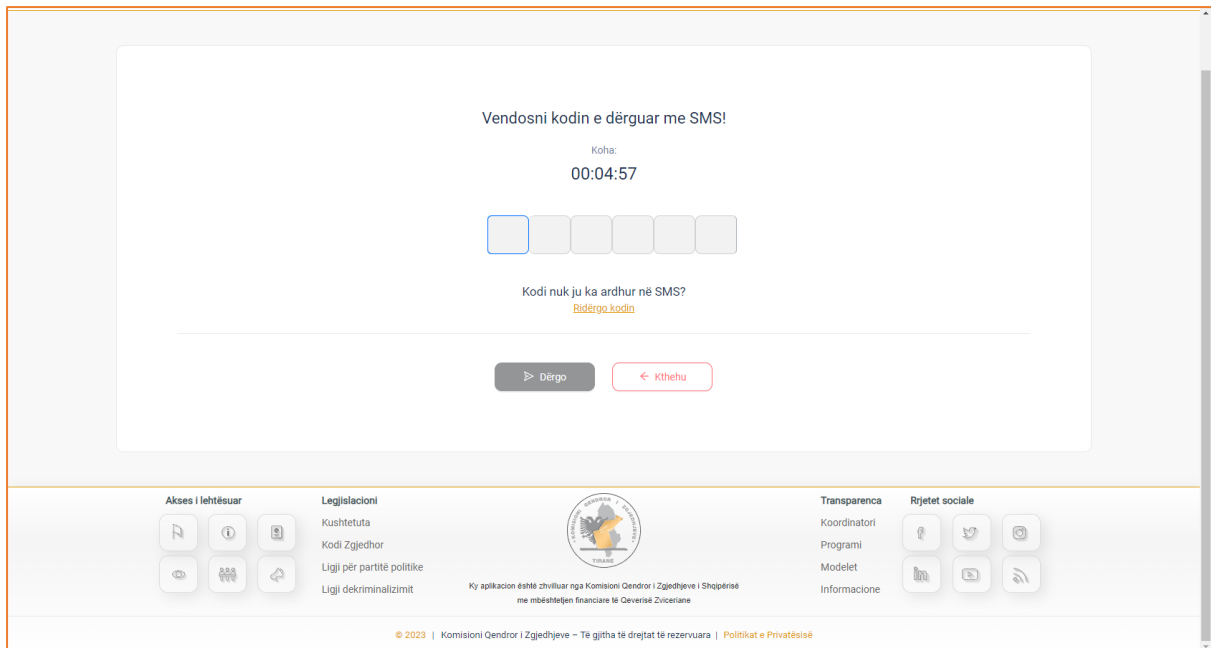 Vendosni kodin e dërguar me SMS!
Koha:
00:04:57
Kodi nuk ju ka ardhur në SMS?
Ridërgo kodin
Dërgo
Kthehu
Akses i lehtësuar
Legjislacioni
Kushtetuta
Kodi Zgjedhor
Ligji për partitë politike
Ligji dekriminalizimit
KOMISIONI QENDROR I ZGJEDHJEVE
TIRANE
Ky aplikacion është zhvilluar nga Komisioni Qendror i Zgjedhjeve i Shqipërisë
me mbështetjen financiare të Qeverisë Zviceriane
Transparenca
Koordinatori
Programi
Modelet
Informacione
Rrjetet sociale
© 2023 | Komisioni Qendror i Zgjedhjeve – Të gjitha të drejtat të rezervuara | Politikat e Privatësisë